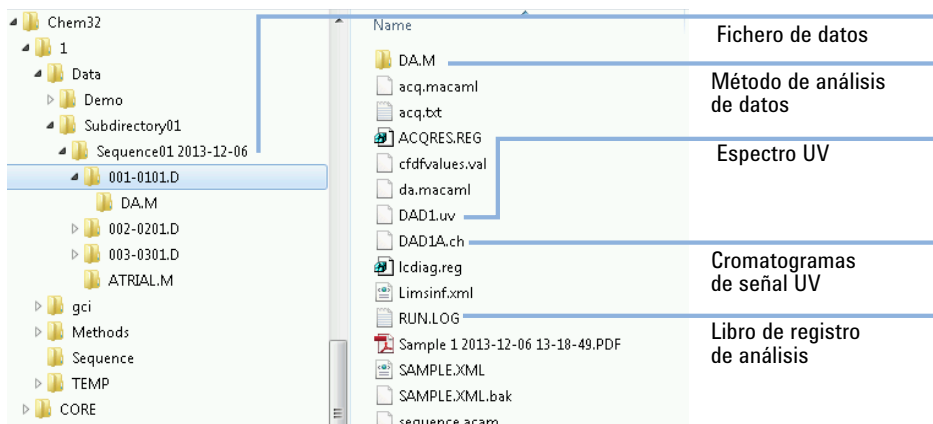 Chem32
1
Data
Demo
Subdirectory01
Sequence01 2013-12-06
001-0101.D
DA.M
002-0201.D
003-0301.D
ATRIAL.M
gci
Methods
Sequence
TEMP
CORE
Name
DA.M
acq.macaml
acq.txt
ACQRES.REG
cfdfvalues.val
da.macaml
DAD1.uv
DAD1A.ch
lcdiag.reg
Limsinf.xml
RUN.LOG
Sample 1 2013-12-06 13-18-49.PDF
SAMPLE.XML
SAMPLE.XML.bak
sequence.acam
Fichero de datos
Método de análisis
de datos
Espectro UV
Cromatogramas
de señal UV
Libro de registro
de análisis